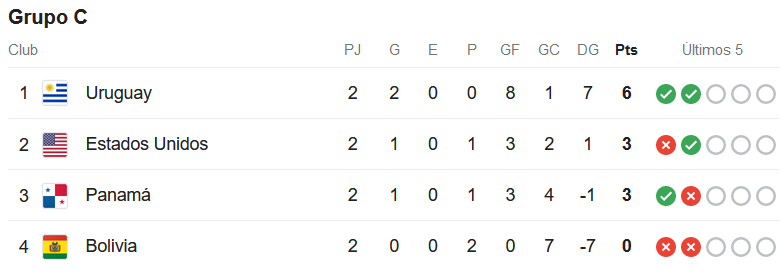 Grupo C
Club PJ G E P GF GC DG Pts Últimos 5
1 Uruguay 2 2 0 0 8 1 7 6
2 Estados Unidos 2 1 0 1 3 2 1 3
3 Panamá 2 1 0 1 3 4 -1 3
4 Bolivia 2 0 0 2 0 7 -7 0